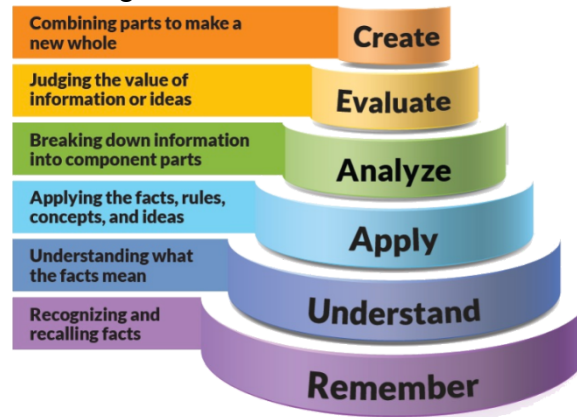 Combining parts to make a
new whole
Create
Judging the value of
information or ideas
Evaluate
Breaking down information
into component parts
Analyze
Applying the facts, rules,
concepts, and ideas
Apply
Understanding what
the facts mean
Understand
Recognizing and
recalling facts
Remember